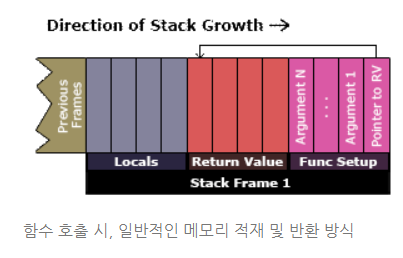 Direction of Stack Growth →
Previous Frames
Argument N
...
Argument 1
Pointer to RV
Locals
Return Value
Func Setup
Stack Frame 1
함수 호출 시, 일반적인 메모리 적재 및 반환 방식